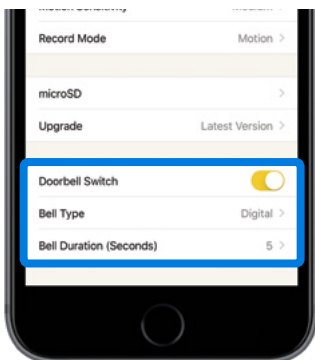 Record Mode Motion >
microSD >
Upgrade Latest Version >
Doorbell Switch
Bell Type Digital >
Bell Duration (Seconds) 5 >